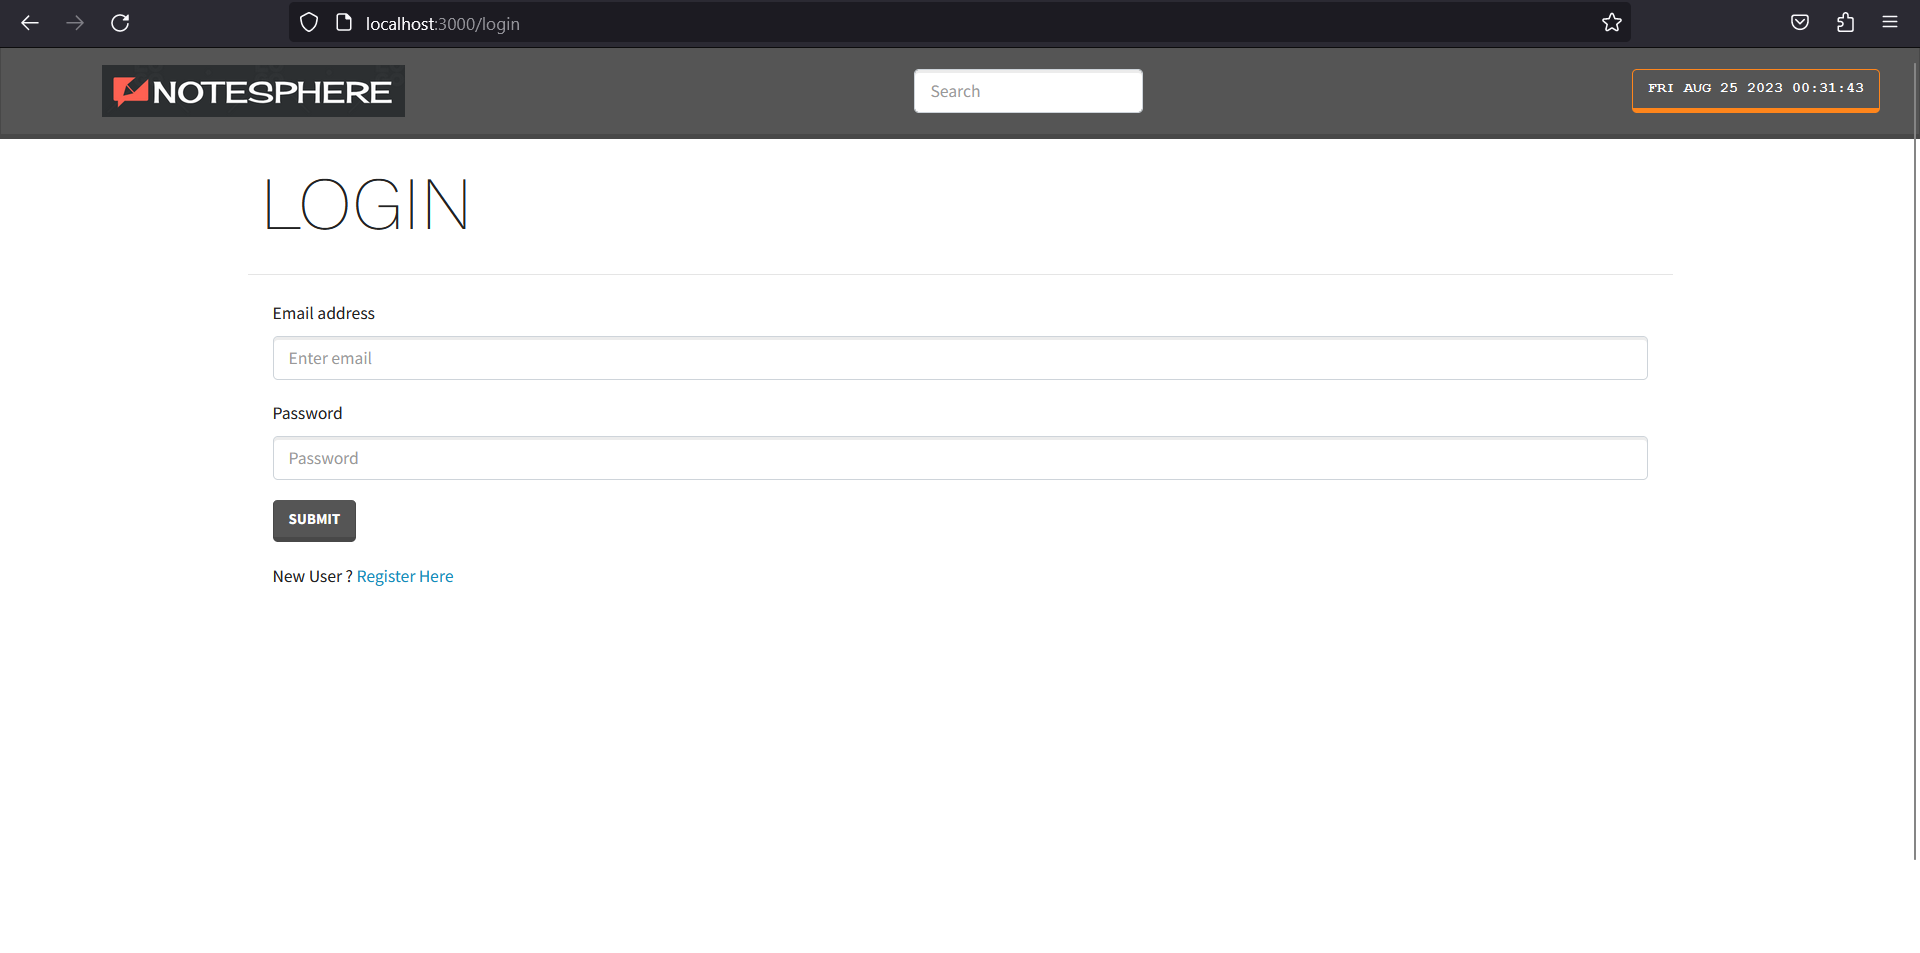 localhost:3000/login
NOTESPHERE
Search
FRI AUG 25 2023 00:31:43
LOGIN
Email address
Enter email
Password
Password
SUBMIT
New User ? Register Here